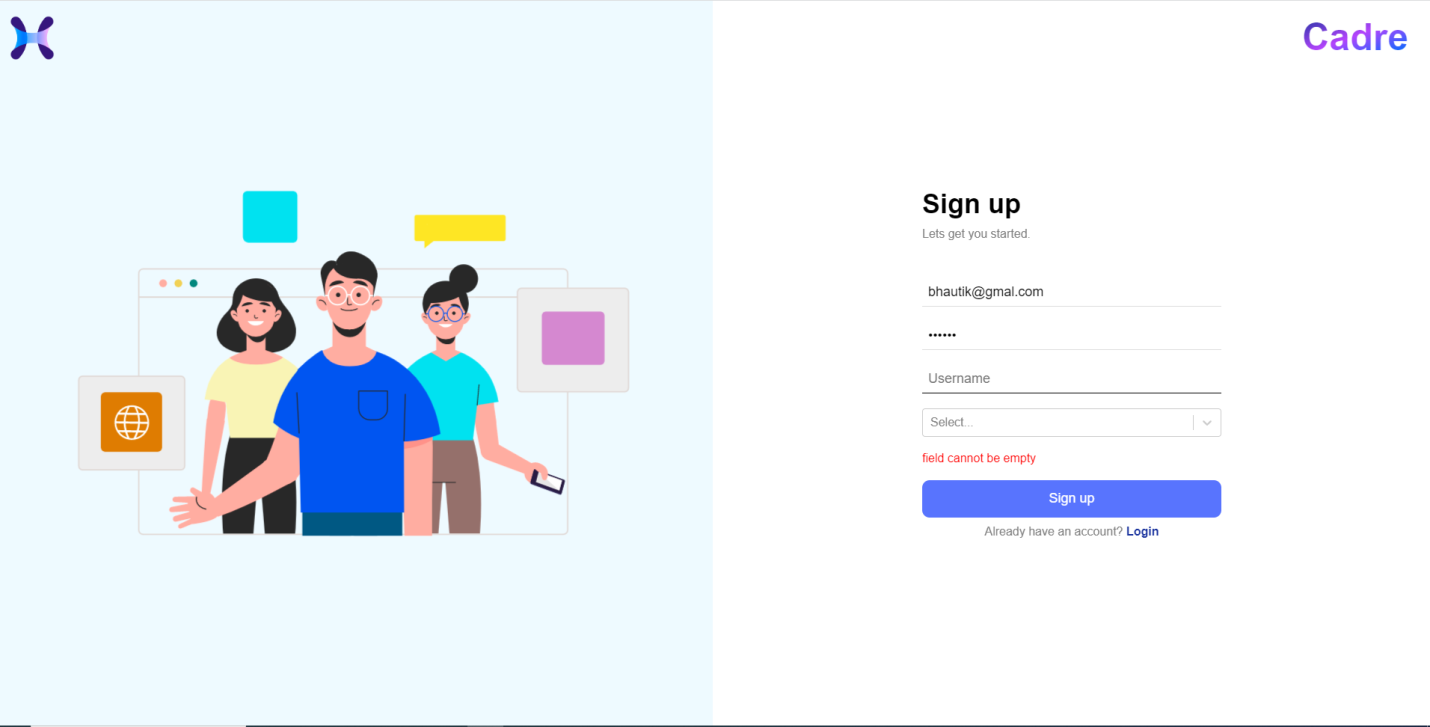 Cadre
Sign up
Lets get you started.
bhautik@gmal.com
••••••
Username
Select...
field cannot be empty
Sign up
Already have an account? Login